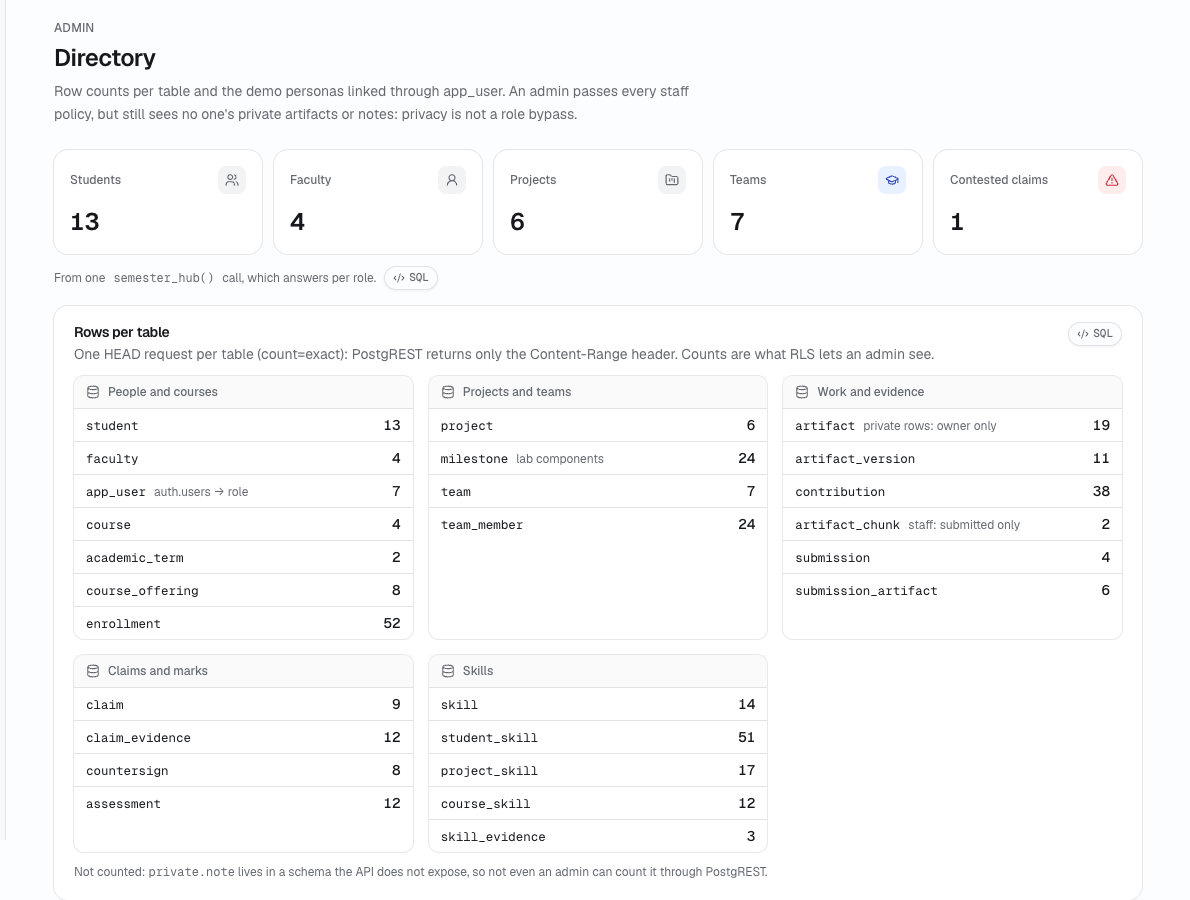 ADMIN
Directory
Row counts per table and the demo personas linked through app_user. An admin passes every staff
policy, but still sees no one's private artifacts or notes: privacy is not a role bypass.
Students
13
Faculty
4
Projects
6
Teams
7
Contested claims
1
From one semester_hub() call, which answers per role. </> SQL
Rows per table
</> SQL
One HEAD request per table (count=exact): PostgREST returns only the Content-Range header. Counts are what RLS lets an admin see.
People and courses
student 13
faculty 4
app_user auth.users → role 7
course 4
academic_term 2
course_offering 8
enrollment 52
Projects and teams
project 6
milestone lab components 24
team 7
team_member 24
Work and evidence
artifact private rows: owner only 19
artifact_version 11
contribution 38
artifact_chunk staff: submitted only 2
submission 4
submission_artifact 6
Claims and marks
claim 9
claim_evidence 12
countersign 8
assessment 12
Skills
skill 14
student_skill 51
project_skill 17
course_skill 12
skill_evidence 3
Not counted: private.note lives in a schema the API does not expose, so not even an admin can count it through PostgREST.